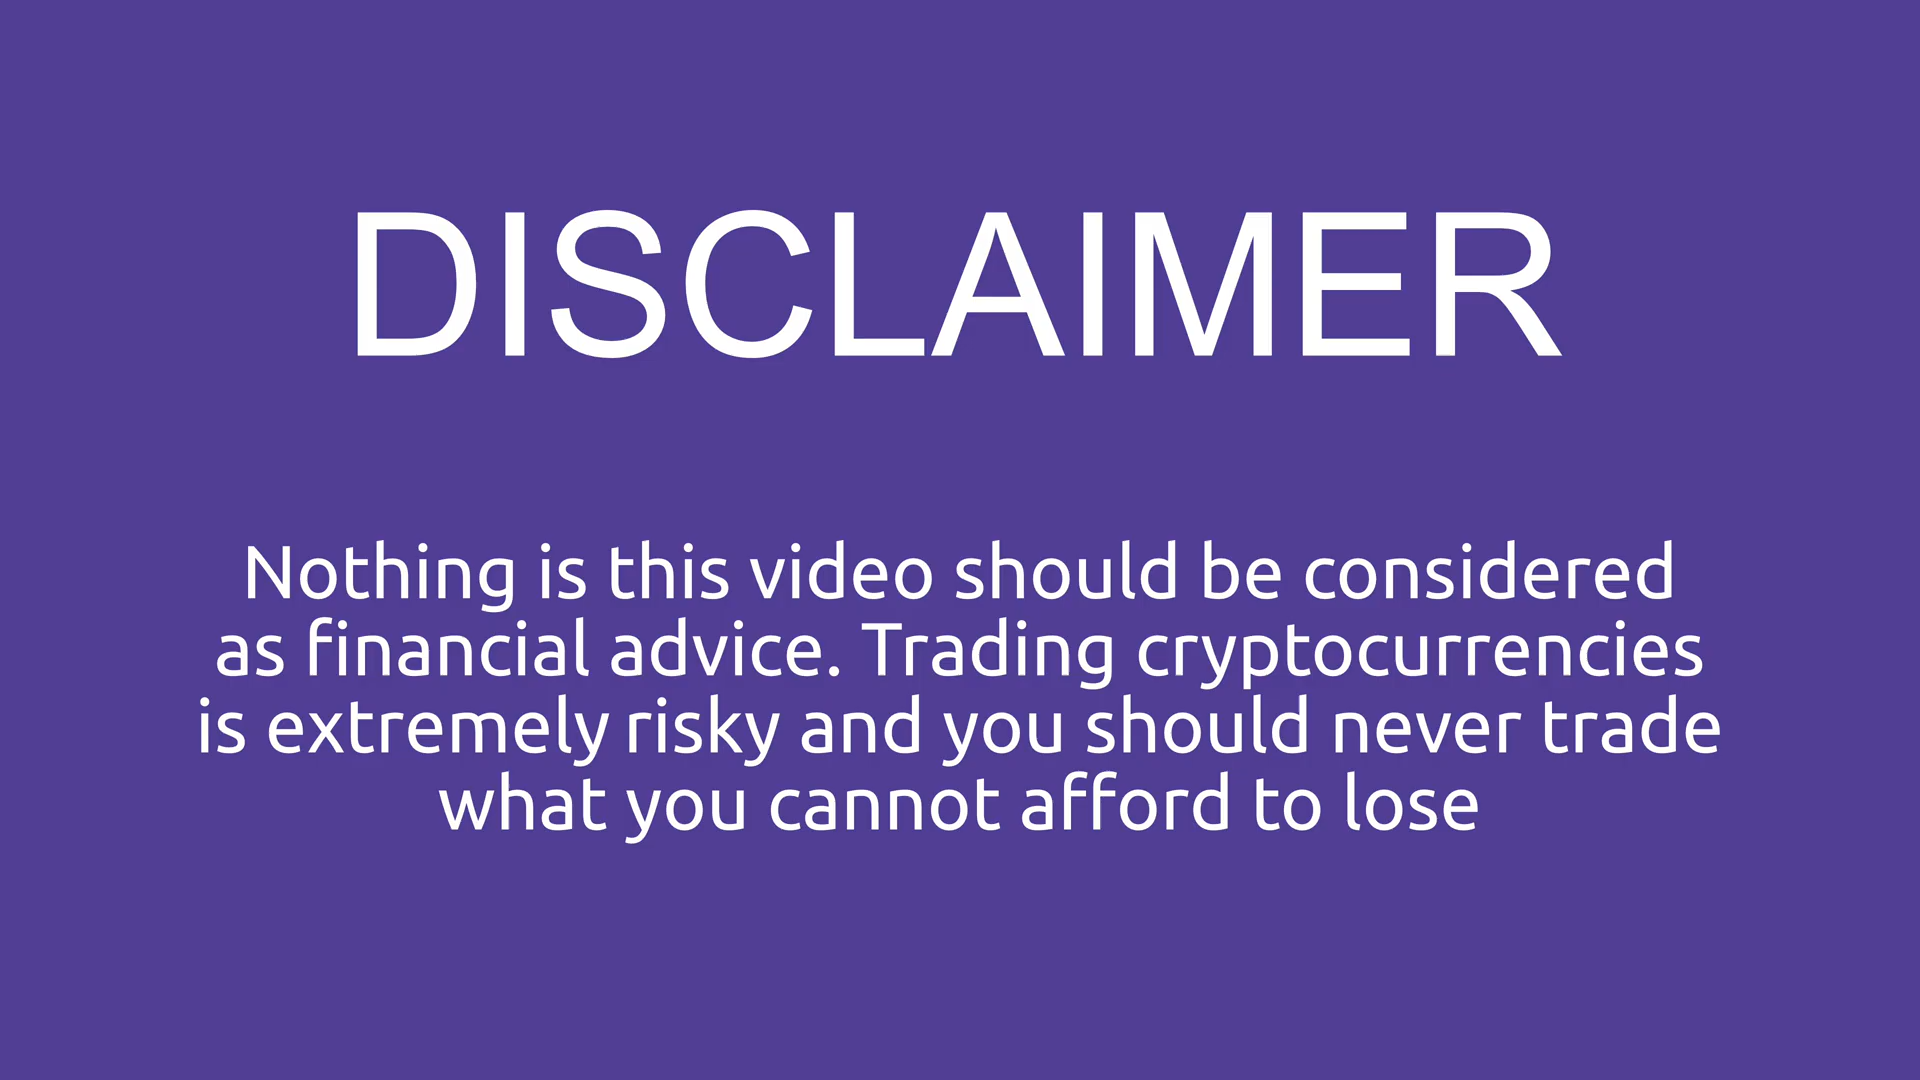 DISCLAIMER
Nothing is this video should be considered
as financial advice. Trading cryptocurrencies
is extremely risky and you should never trade
what you cannot afford to lose